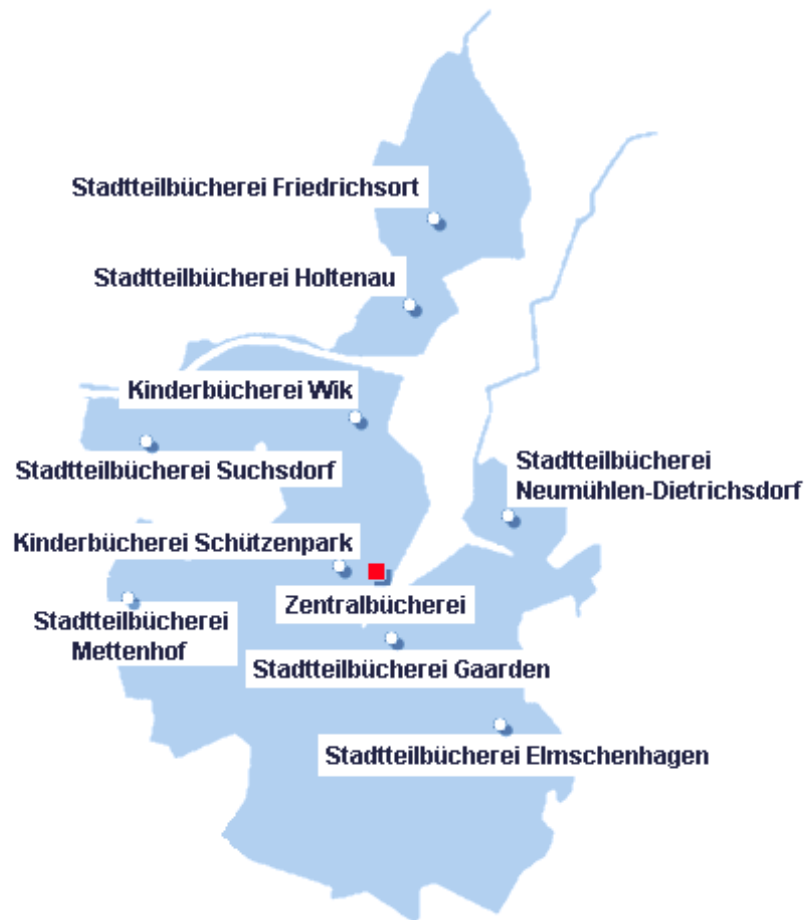 Stadtteilbücherei Friedrichsort
Stadtteilbücherei Holtenau
Kinderbücherei Wik
Stadtteilbücherei Suchsdorf
Stadtteilbücherei
Neumühlen-Dietrichsdorf
Kinderbücherei Schützenpark
Zentralbücherei
Stadtteilbücherei
Mettenhof
Stadtteilbücherei Gaarden
Stadtteilbücherei Elmschenhagen